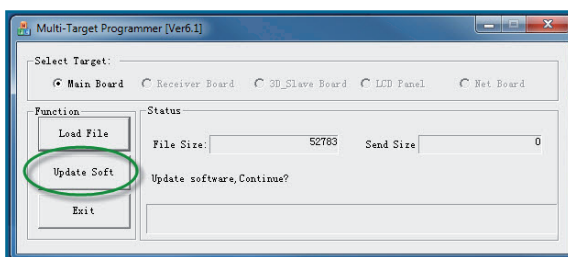 Multi-Target Programmer [Ver6.1]
Select Target:
Main Board Receiver Board 3D_Slave Board LCD Panel Net Board
Function
Status
Load File
File Size: 52783 Send Size 0
Update Soft
Update software,Continue?
Exit